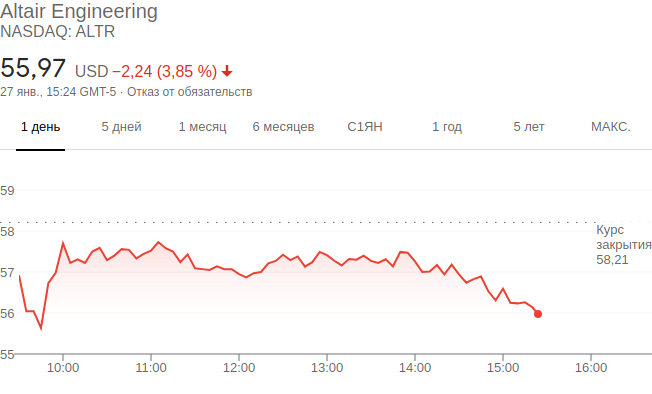 Altair Engineering
NASDAQ: ALTR
55,97 USD −2,24 (3,85 %)
27 янв., 15:24 GMT-5 · Отказ от обязательств
1 день 5 дней 1 месяц 6 месяцев С1ЯН 1 год 5 лет МАКС.
59
58
57
56
55
Курс
закрытия
58,21
10:00 11:00 12:00 13:00 14:00 15:00 16:00